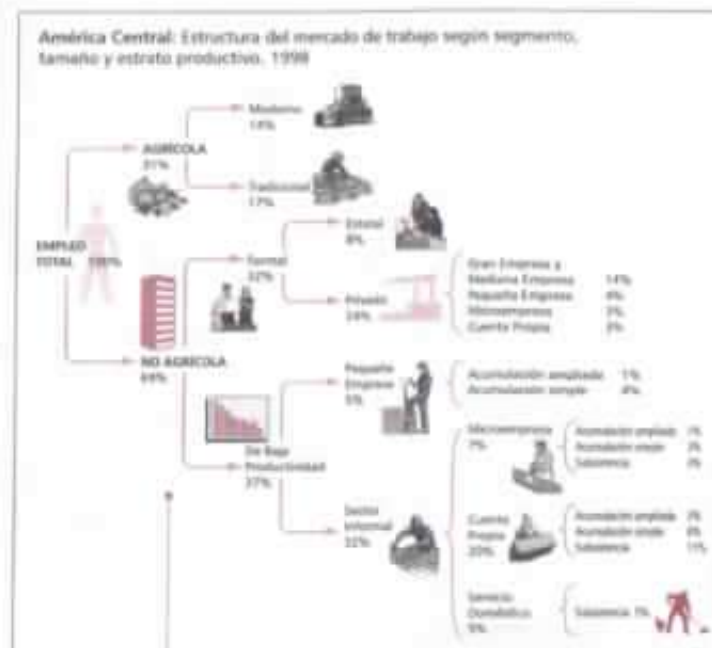 América Central: Estructura del mercado de trabajo según segmento,
tamaño y estrato productivo. 1998
Moderno
14%
AGRÍCOLA
31%
Tradicional
17%
EMPLEO
TOTAL 100%
Estatal
8%
Formal
32%
Privado
24%
Gran Empresa y
Mediana Empresa 14%
Pequeña Empresa 4%
Microempresa 3%
Cuenta Propia
NO AGRÍCOLA
69%
Pequeña
Empresa
5%
Acumulación ampliada 1%
Acumulación simple 4%
De Baja
Productividad
37%
Microempresa
7%
Acumulación ampliada
Acumulación simple
Subsistencia
Sector
Informal
32%
Cuenta
Propia
20%
Acumulación ampliada
Acumulación simple
Subsistencia 11%
Servicio
Doméstico
Subsistencia